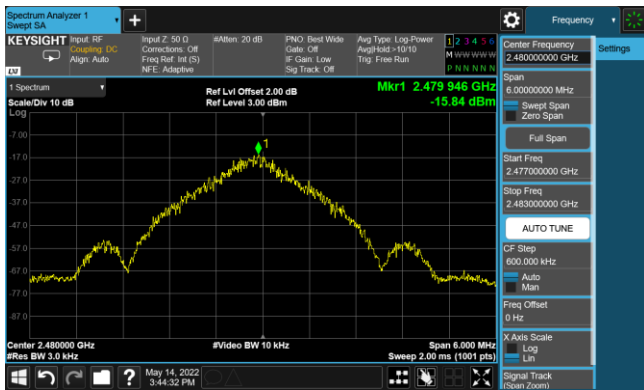 Spectrum Analyzer 1
Swept SA
Frequency
KEYSIGHT
Input: RF
Coupling: DC
Align: Auto
Input Z: 50 Ω
Corrections: Off
Freq Ref: Int (S)
NFE: Adaptive
#Atten: 20 dB
PNO: Best Wide
Gate: Off
IF Gain: Low
Sig Track: Off
Avg Type: Log-Power
Avg|Hold:>10/10
Trig: Free Run
1 2 3 4 5 6
M W W W W W
P N N N N N
LXI
1 Spectrum
Scale/Div 10 dB
Log
Ref Lvl Offset 2.00 dB
Ref Level 3.00 dBm
Mkr1 2.479 946 GHz
-15.84 dBm
1
-7.00
-17.0
-27.0
-37.0
-47.0
-57.0
-67.0
-77.0
-87.0
Center 2.480000 GHz
#Res BW 3.0 kHz
#Video BW 10 kHz
Span 6.000 MHz
Sweep 2.00 ms (1001 pts)
May 14, 2022
3:44:32 PM
?
Center Frequency
2.480000000 GHz
Settings
Span
6.00000000 MHz
Swept Span
Zero Span
Full Span
Start Freq
2.477000000 GHz
Stop Freq
2.483000000 GHz
AUTO TUNE
CF Step
600.000 kHz
Auto
Man
Freq Offset
0 Hz
X Axis Scale
Log
Lin
Signal Track
(Span Zoom)